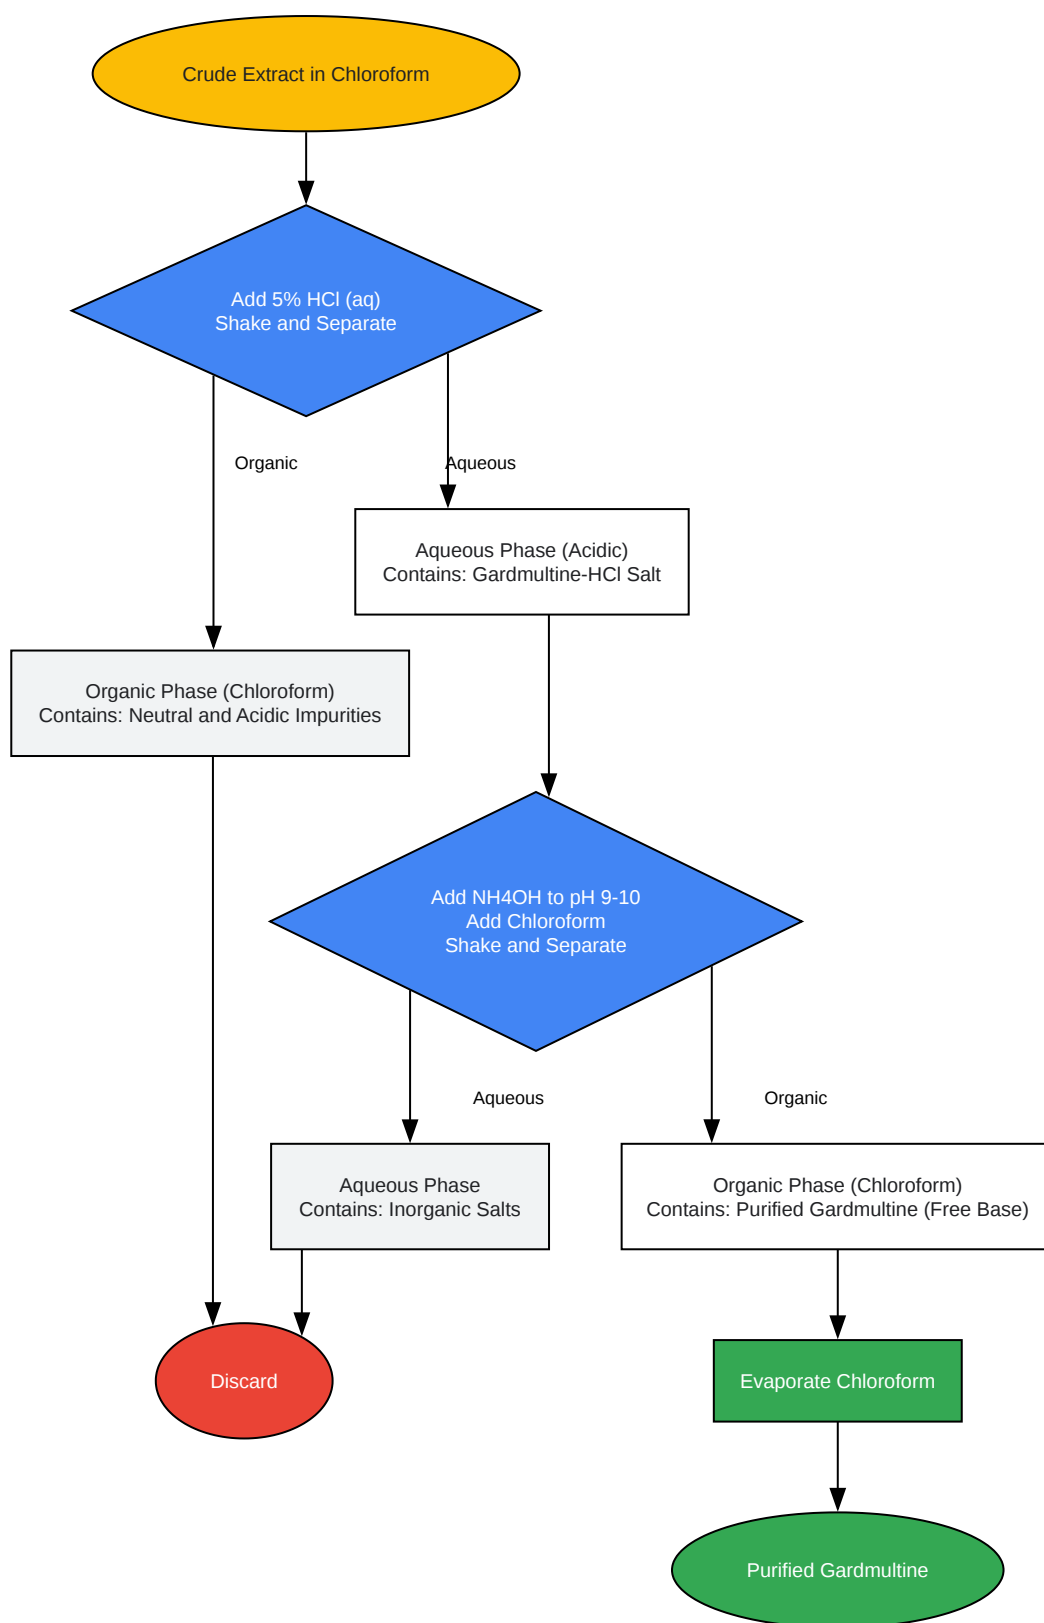 Crude Extract in Chloroform
Add 5% HCl (aq)
Shake and Separate
Organic
Aqueous
Aqueous Phase (Acidic)
Contains: Gardmultine-HCl Salt
Organic Phase (Chloroform)
Contains: Neutral and Acidic Impurities
Add NH4OH to pH 9-10
Add Chloroform
Shake and Separate
Aqueous
Organic
Aqueous Phase
Contains: Inorganic Salts
Organic Phase (Chloroform)
Contains: Purified Gardmultine (Free Base)
Discard
Evaporate Chloroform
Purified Gardmultine